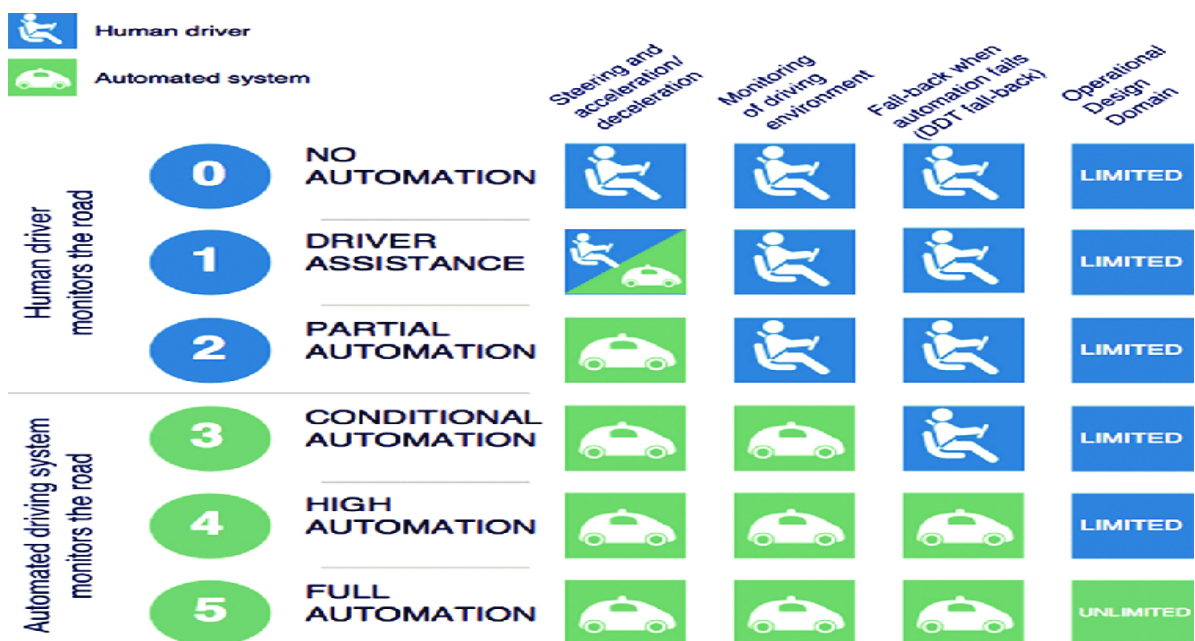 Human driver
Automated system
Steering and
acceleration/
deceleration
Monitoring
of driving
environment
Fall-back when
automation fails
(DDT fall-back)
Operational
Design
Domain
Human driver
monitors the road
0
NO
AUTOMATION
LIMITED
1
DRIVER
ASSISTANCE
LIMITED
2
PARTIAL
AUTOMATION
LIMITED
Automated driving system
monitors the road
3
CONDITIONAL
AUTOMATION
LIMITED
4
HIGH
AUTOMATION
LIMITED
5
FULL
AUTOMATION
UNLIMITED